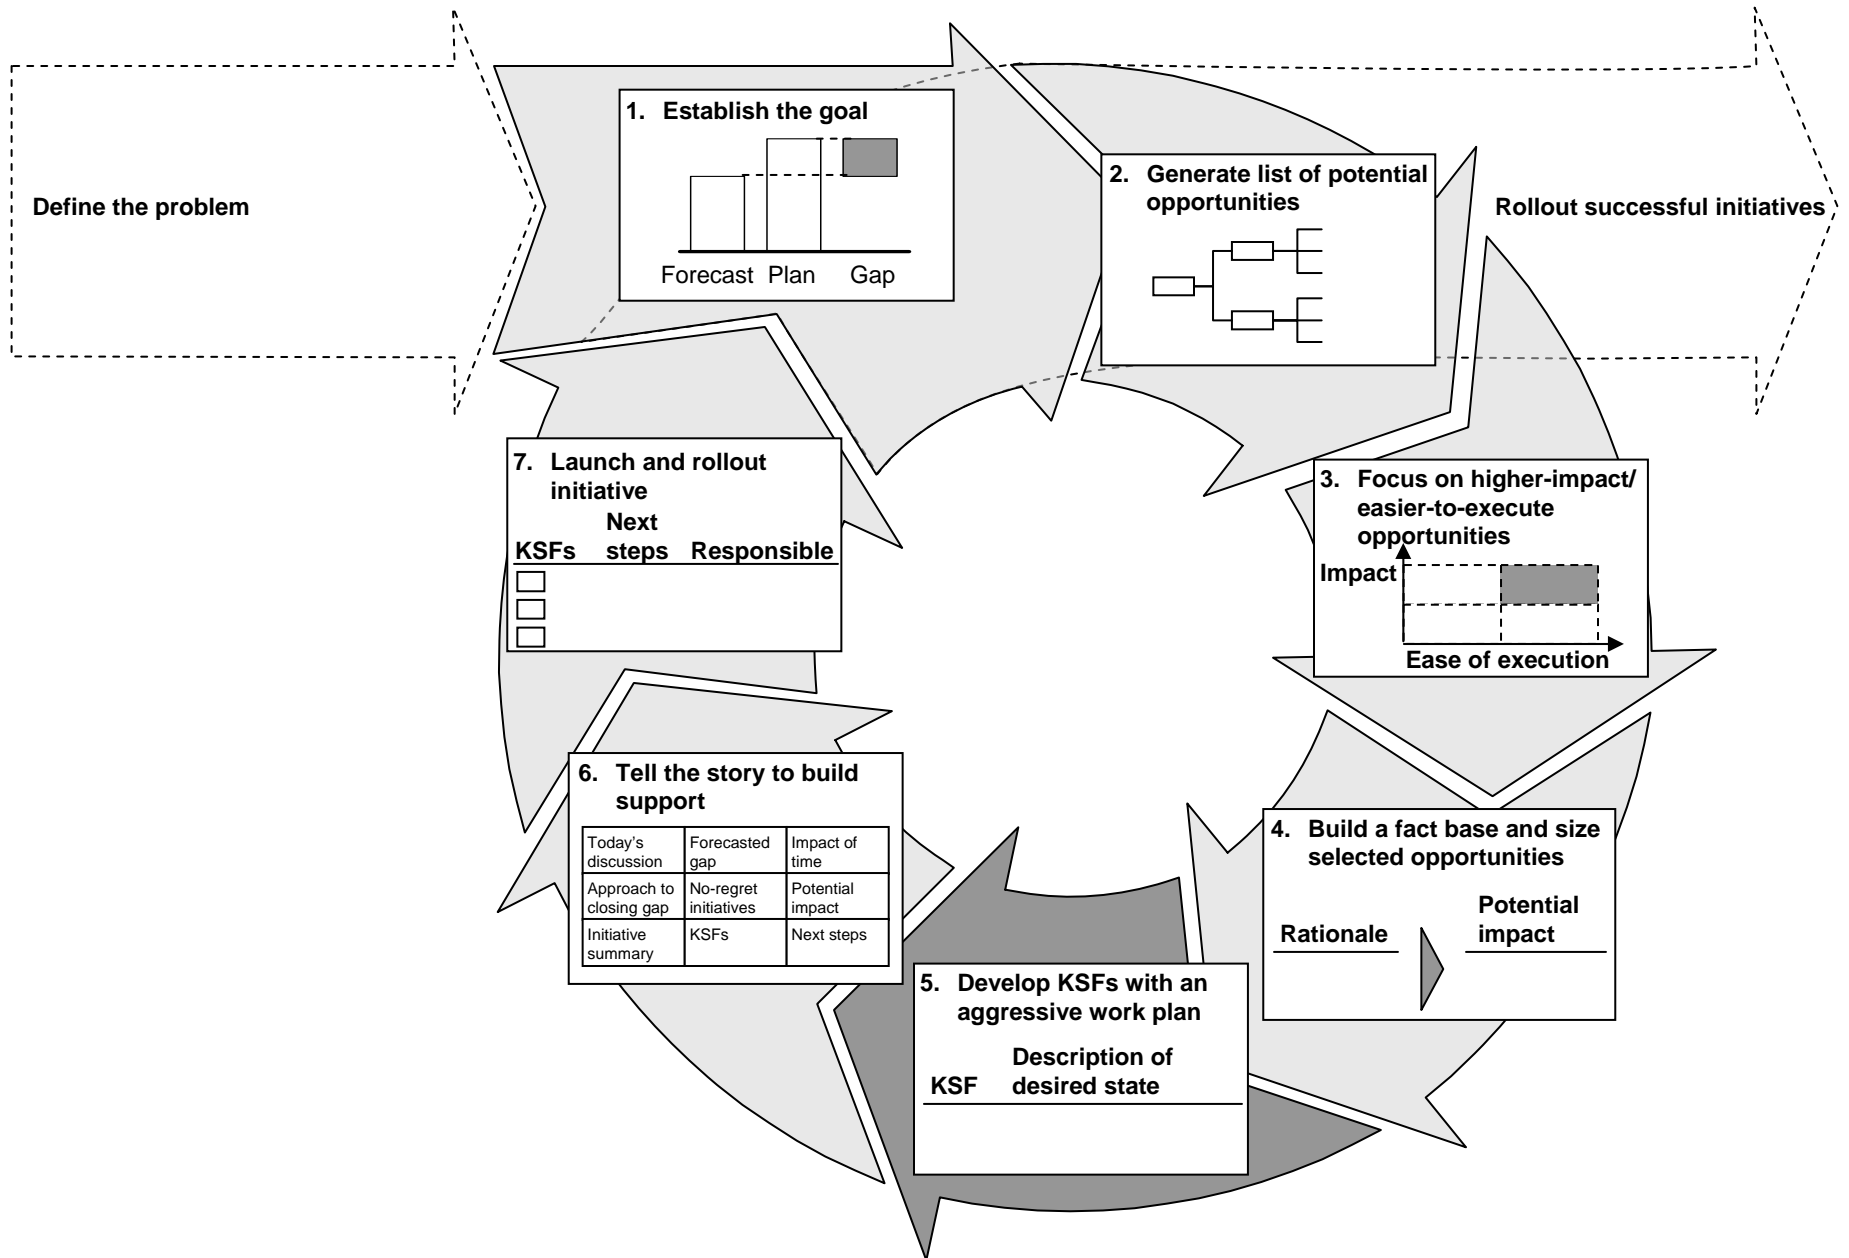 Define the problem
1. Establish the goal
Forecast Plan Gap
2. Generate list of potential
opportunities
Rollout successful initiatives
3. Focus on higher-impact/
easier-to-execute
opportunities
Impact
Ease of execution
4. Build a fact base and size
selected opportunities
Rationale
Potential
impact
5. Develop KSFs with an
aggressive work plan
KSF
Description of
desired state
6. Tell the story to build
support
Today's
discussion
Forecasted
gap
Impact of
time
Approach to
closing gap
No-regret
initiatives
Potential
impact
Initiative
summary
KSFs
Next steps
7. Launch and rollout
initiative
KSFs
Next
steps
Responsible